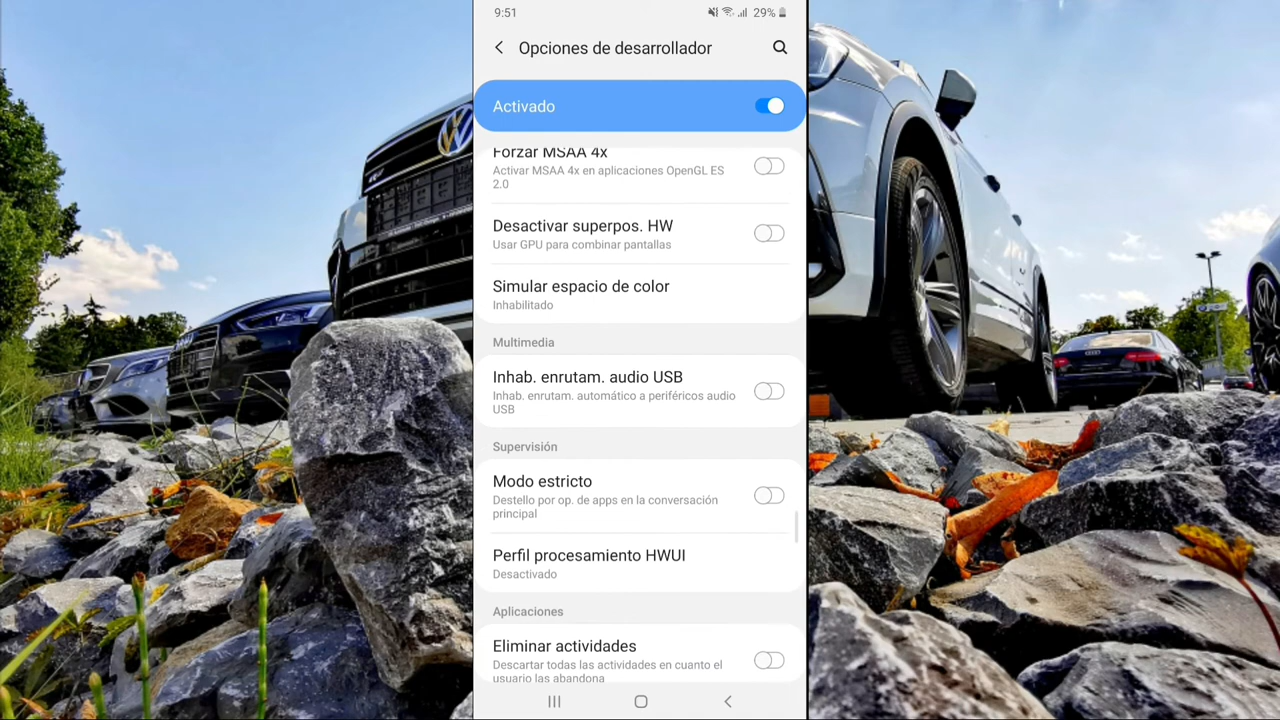 9:51
29%
Opciones de desarrollador
Activado
Forzar MSAA 4x
Activar MSAA 4x en aplicaciones OpenGL ES
2.0
Desactivar superpos. HW
Usar GPU para combinar pantallas
Simular espacio de color
Inhabilitado
Multimedia
Inhab. enrutam. audio USB
Inhab. enrutam. automático a periféricos audio
USB
Supervisión
Modo estricto
Destello por op. de apps en la conversación
principal
Perfil procesamiento HWUI
Desactivado
Aplicaciones
Eliminar actividades
Descartar todas las actividades en cuanto el
usuario las abandona